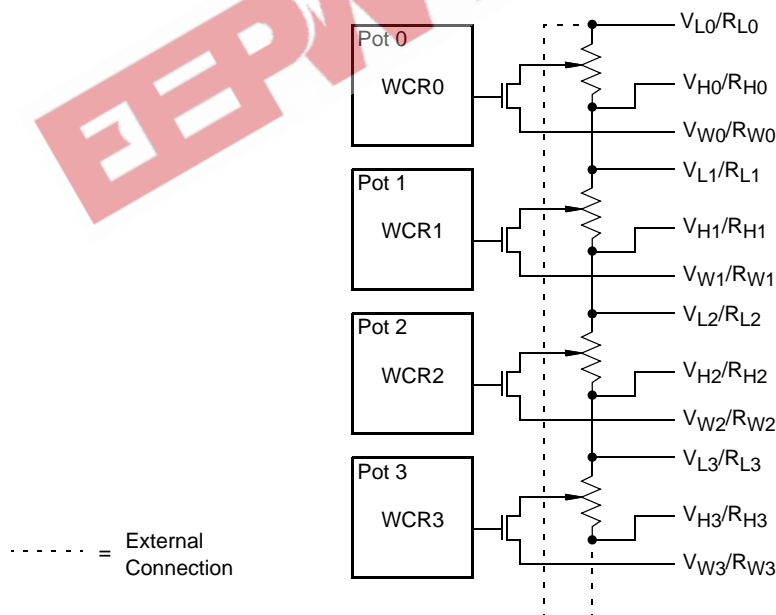 EEPW
Pot 0
WCR0
VL0/RL0
VH0/RH0
VW0/RW0
Pot 1
WCR1
VL1/RL1
VH1/RH1
VW1/RW1
Pot 2
WCR2
VL2/RL2
VH2/RH2
VW2/RW2
Pot 3
WCR3
VL3/RL3
VH3/RH3
VW3/RW3
= External
Connection